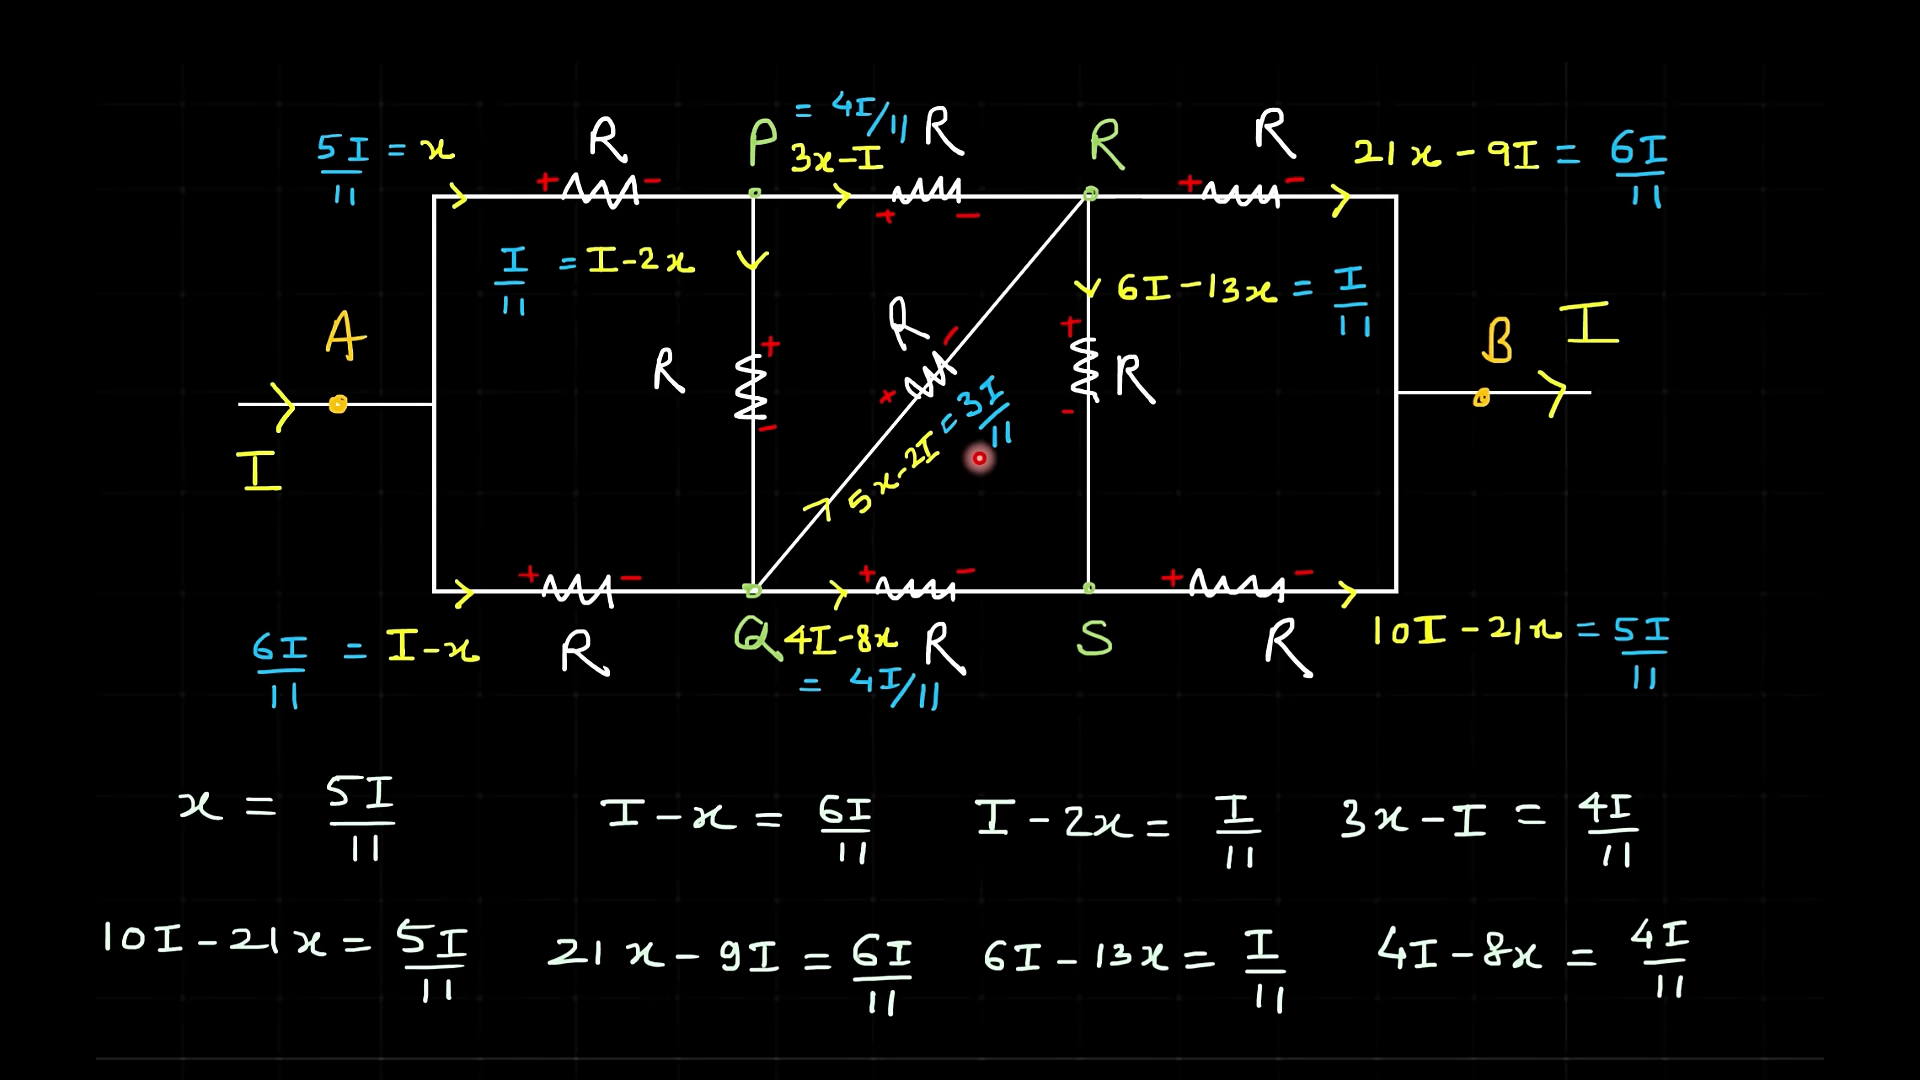 = 4I/11
R
P
R
R
R
5I/11 = x
3x-I
21x - 9I = 6I/11
+ -
+ -
+ -
I/11 = I-2x
6I-13x = I/11
A
R
B
I
+
-
R
+
-
R
+
-
R
I
5x-2I = 3I/11
+ -
+ -
+ -
6I/11 = I-x
R
Q
4I-8x
R
S
R
10I - 21x = 5I/11
= 4I/11
x = 5I/11 I-x = 6I/11 I-2x = I/11 3x-I = 4I/11
10I-21x = 5I/11 21x-9I = 6I/11 6I-13x = I/11 4I-8x = 4I/11